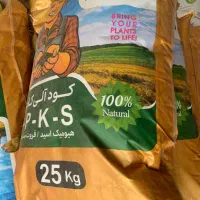 BRING
YOUR
PLANTS
TO LIFE!
100%
Natural
کود آلی
P-K-S
هیومیک اسید /
25 Kg